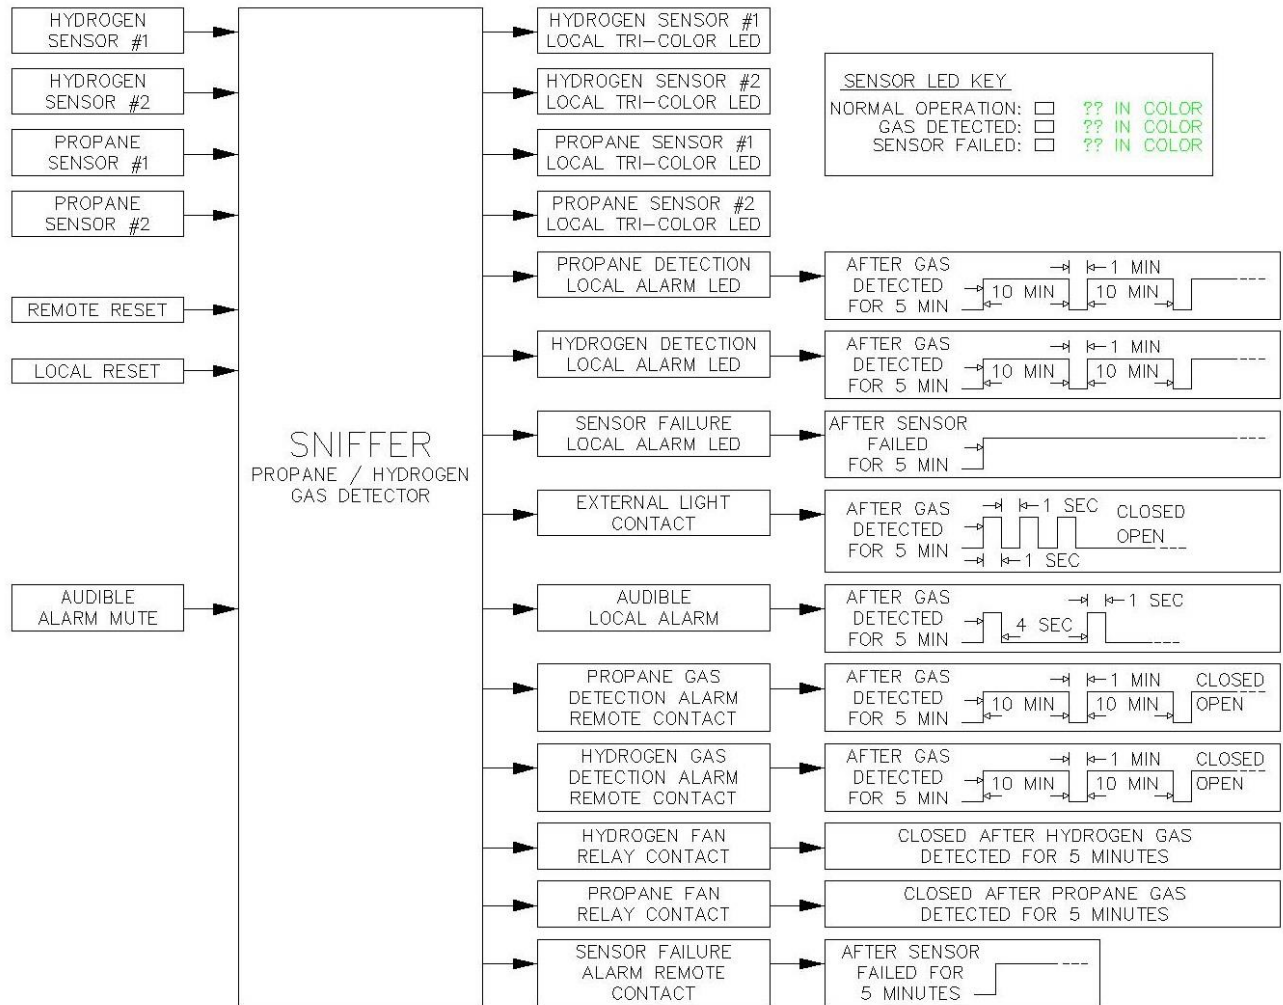 HYDROGEN
SENSOR #1
HYDROGEN
SENSOR #2
PROPANE
SENSOR #1
PROPANE
SENSOR #2
REMOTE RESET
LOCAL RESET
AUDIBLE
ALARM MUTE
SNIFFER
PROPANE / HYDROGEN
GAS DETECTOR
HYDROGEN SENSOR #1
LOCAL TRI-COLOR LED
HYDROGEN SENSOR #2
LOCAL TRI-COLOR LED
PROPANE SENSOR #1
LOCAL TRI-COLOR LED
PROPANE SENSOR #2
LOCAL TRI-COLOR LED
SENSOR LED KEY
NORMAL OPERATION: ?? IN COLOR
GAS DETECTED: ?? IN COLOR
SENSOR FAILED: ?? IN COLOR
PROPANE DETECTION
LOCAL ALARM LED
AFTER GAS
DETECTED
FOR 5 MIN
10 MIN
1 MIN
10 MIN
HYDROGEN DETECTION
LOCAL ALARM LED
AFTER GAS
DETECTED
FOR 5 MIN
10 MIN
1 MIN
10 MIN
SENSOR FAILURE
LOCAL ALARM LED
AFTER SENSOR
FAILED
FOR 5 MIN
EXTERNAL LIGHT
CONTACT
AFTER GAS
DETECTED
FOR 5 MIN
1 SEC
1 SEC
CLOSED
OPEN
AUDIBLE
LOCAL ALARM
AFTER GAS
DETECTED
FOR 5 MIN
4 SEC
1 SEC
PROPANE GAS
DETECTION ALARM
REMOTE CONTACT
AFTER GAS
DETECTED
FOR 5 MIN
10 MIN
1 MIN
10 MIN
CLOSED
OPEN
HYDROGEN GAS
DETECTION ALARM
REMOTE CONTACT
AFTER GAS
DETECTED
FOR 5 MIN
10 MIN
1 MIN
10 MIN
CLOSED
OPEN
HYDROGEN FAN
RELAY CONTACT
CLOSED AFTER HYDROGEN GAS
DETECTED FOR 5 MINUTES
PROPANE FAN
RELAY CONTACT
CLOSED AFTER PROPANE GAS
DETECTED FOR 5 MINUTES
SENSOR FAILURE
ALARM REMOTE
CONTACT
AFTER SENSOR
FAILED FOR
5 MINUTES